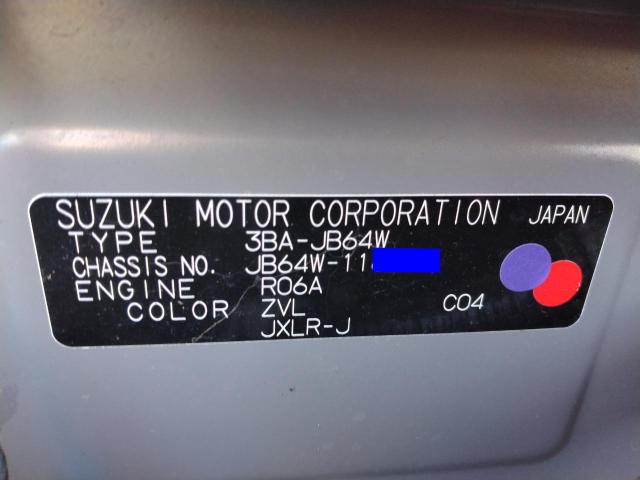 SUZUKI MOTOR CORPORATION JAPAN
TYPE 3BA-JB64W
CHASSIS NO. JB64W-11
ENGINE R06A
COLOR ZVL C04
JXLR-J